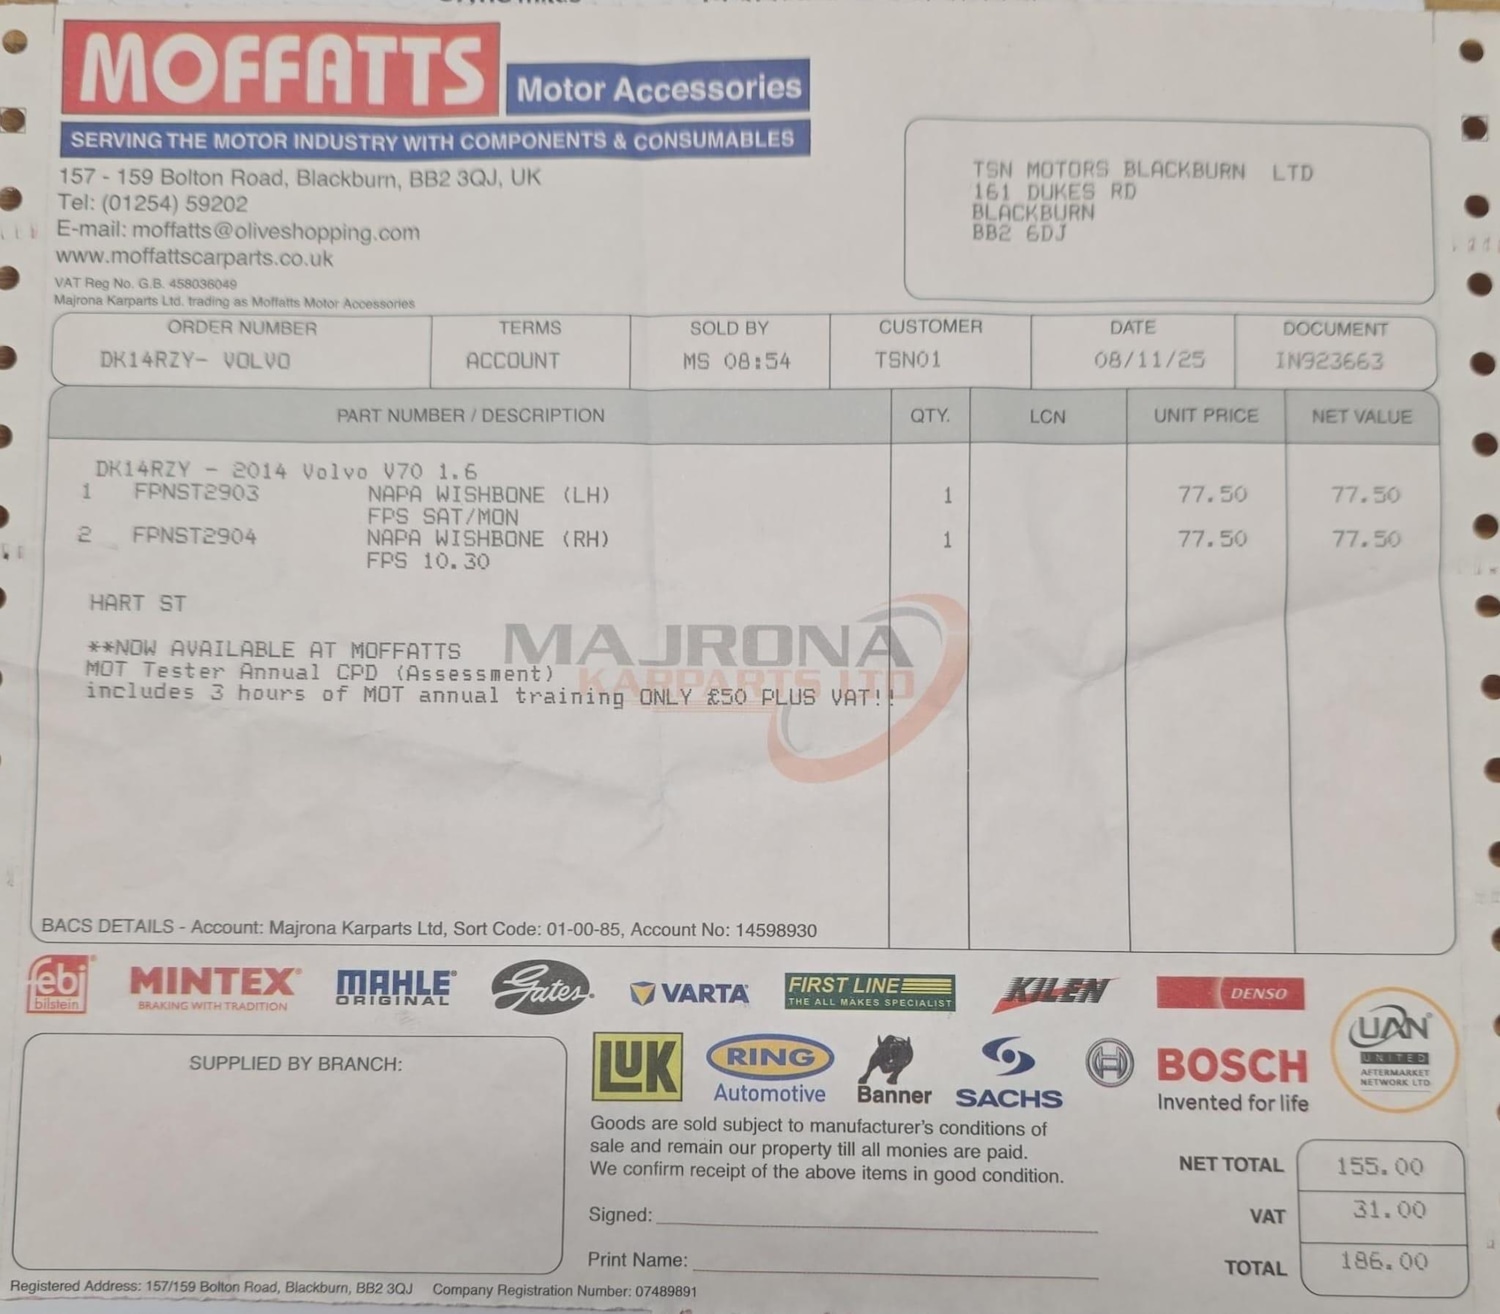 MOFFATTS
Motor Accessories
SERVING THE MOTOR INDUSTRY WITH COMPONENTS & CONSUMABLES
157 - 159 Bolton Road, Blackburn, BB2 3QJ, UK
Tel: (01254) 59202
E-mail: moffatts@oliveshopping.com
www.moffattscarparts.co.uk
VAT Reg No. G.B. 458036049
Majrona Karparts Ltd, trading as Moffatts Motor Accessories
TSN MOTORS BLACKBURN LTD
161 DUKES RD
BLACKBURN
BB2 6DJ
ORDER NUMBER TERMS SOLD BY CUSTOMER DATE DOCUMENT
DK14RZY- VOLVO ACCOUNT MS 08:54 TSN01 08/11/25 IN923663
PART NUMBER / DESCRIPTION QTY. LCN UNIT PRICE NET VALUE
DK14RZY - 2014 Volvo V70 1.6
1 FPNST2903 NAPA WISHBONE (LH) 1 77.50 77.50
FPS SAT/MON
2 FPNST2904 NAPA WISHBONE (RH) 1 77.50 77.50
FPS 10.30
HART ST
MAJRONA
KARPARTS LTD
**NOW AVAILABLE AT MOFFATTS
MOT Tester Annual CPD (Assessment)
includes 3 hours of MOT annual training ONLY £50 PLUS VAT!!
BACS DETAILS - Account: Majrona Karparts Ltd, Sort Code: 01-00-85, Account No: 14598930
febi
bilstein
MINTEX
BRAKING WITH TRADITION
MAHLE
ORIGINAL
Gates
VARTA
FIRST LINE
THE ALL MAKES SPECIALIST
KILEN
DENSO
UAN
UNITED
AFTERMARKET
NETWORK LTD
SUPPLIED BY BRANCH:
LUK
RING
Automotive
Banner
SACHS
BOSCH
Invented for life
Goods are sold subject to manufacturer's conditions of
sale and remain our property till all monies are paid.
We confirm receipt of the above items in good condition.
Signed:
Print Name:
NET TOTAL 155.00
VAT 31.00
TOTAL 186.00
Registered Address: 157/159 Bolton Road, Blackburn, BB2 3QJ Company Registration Number: 07489891